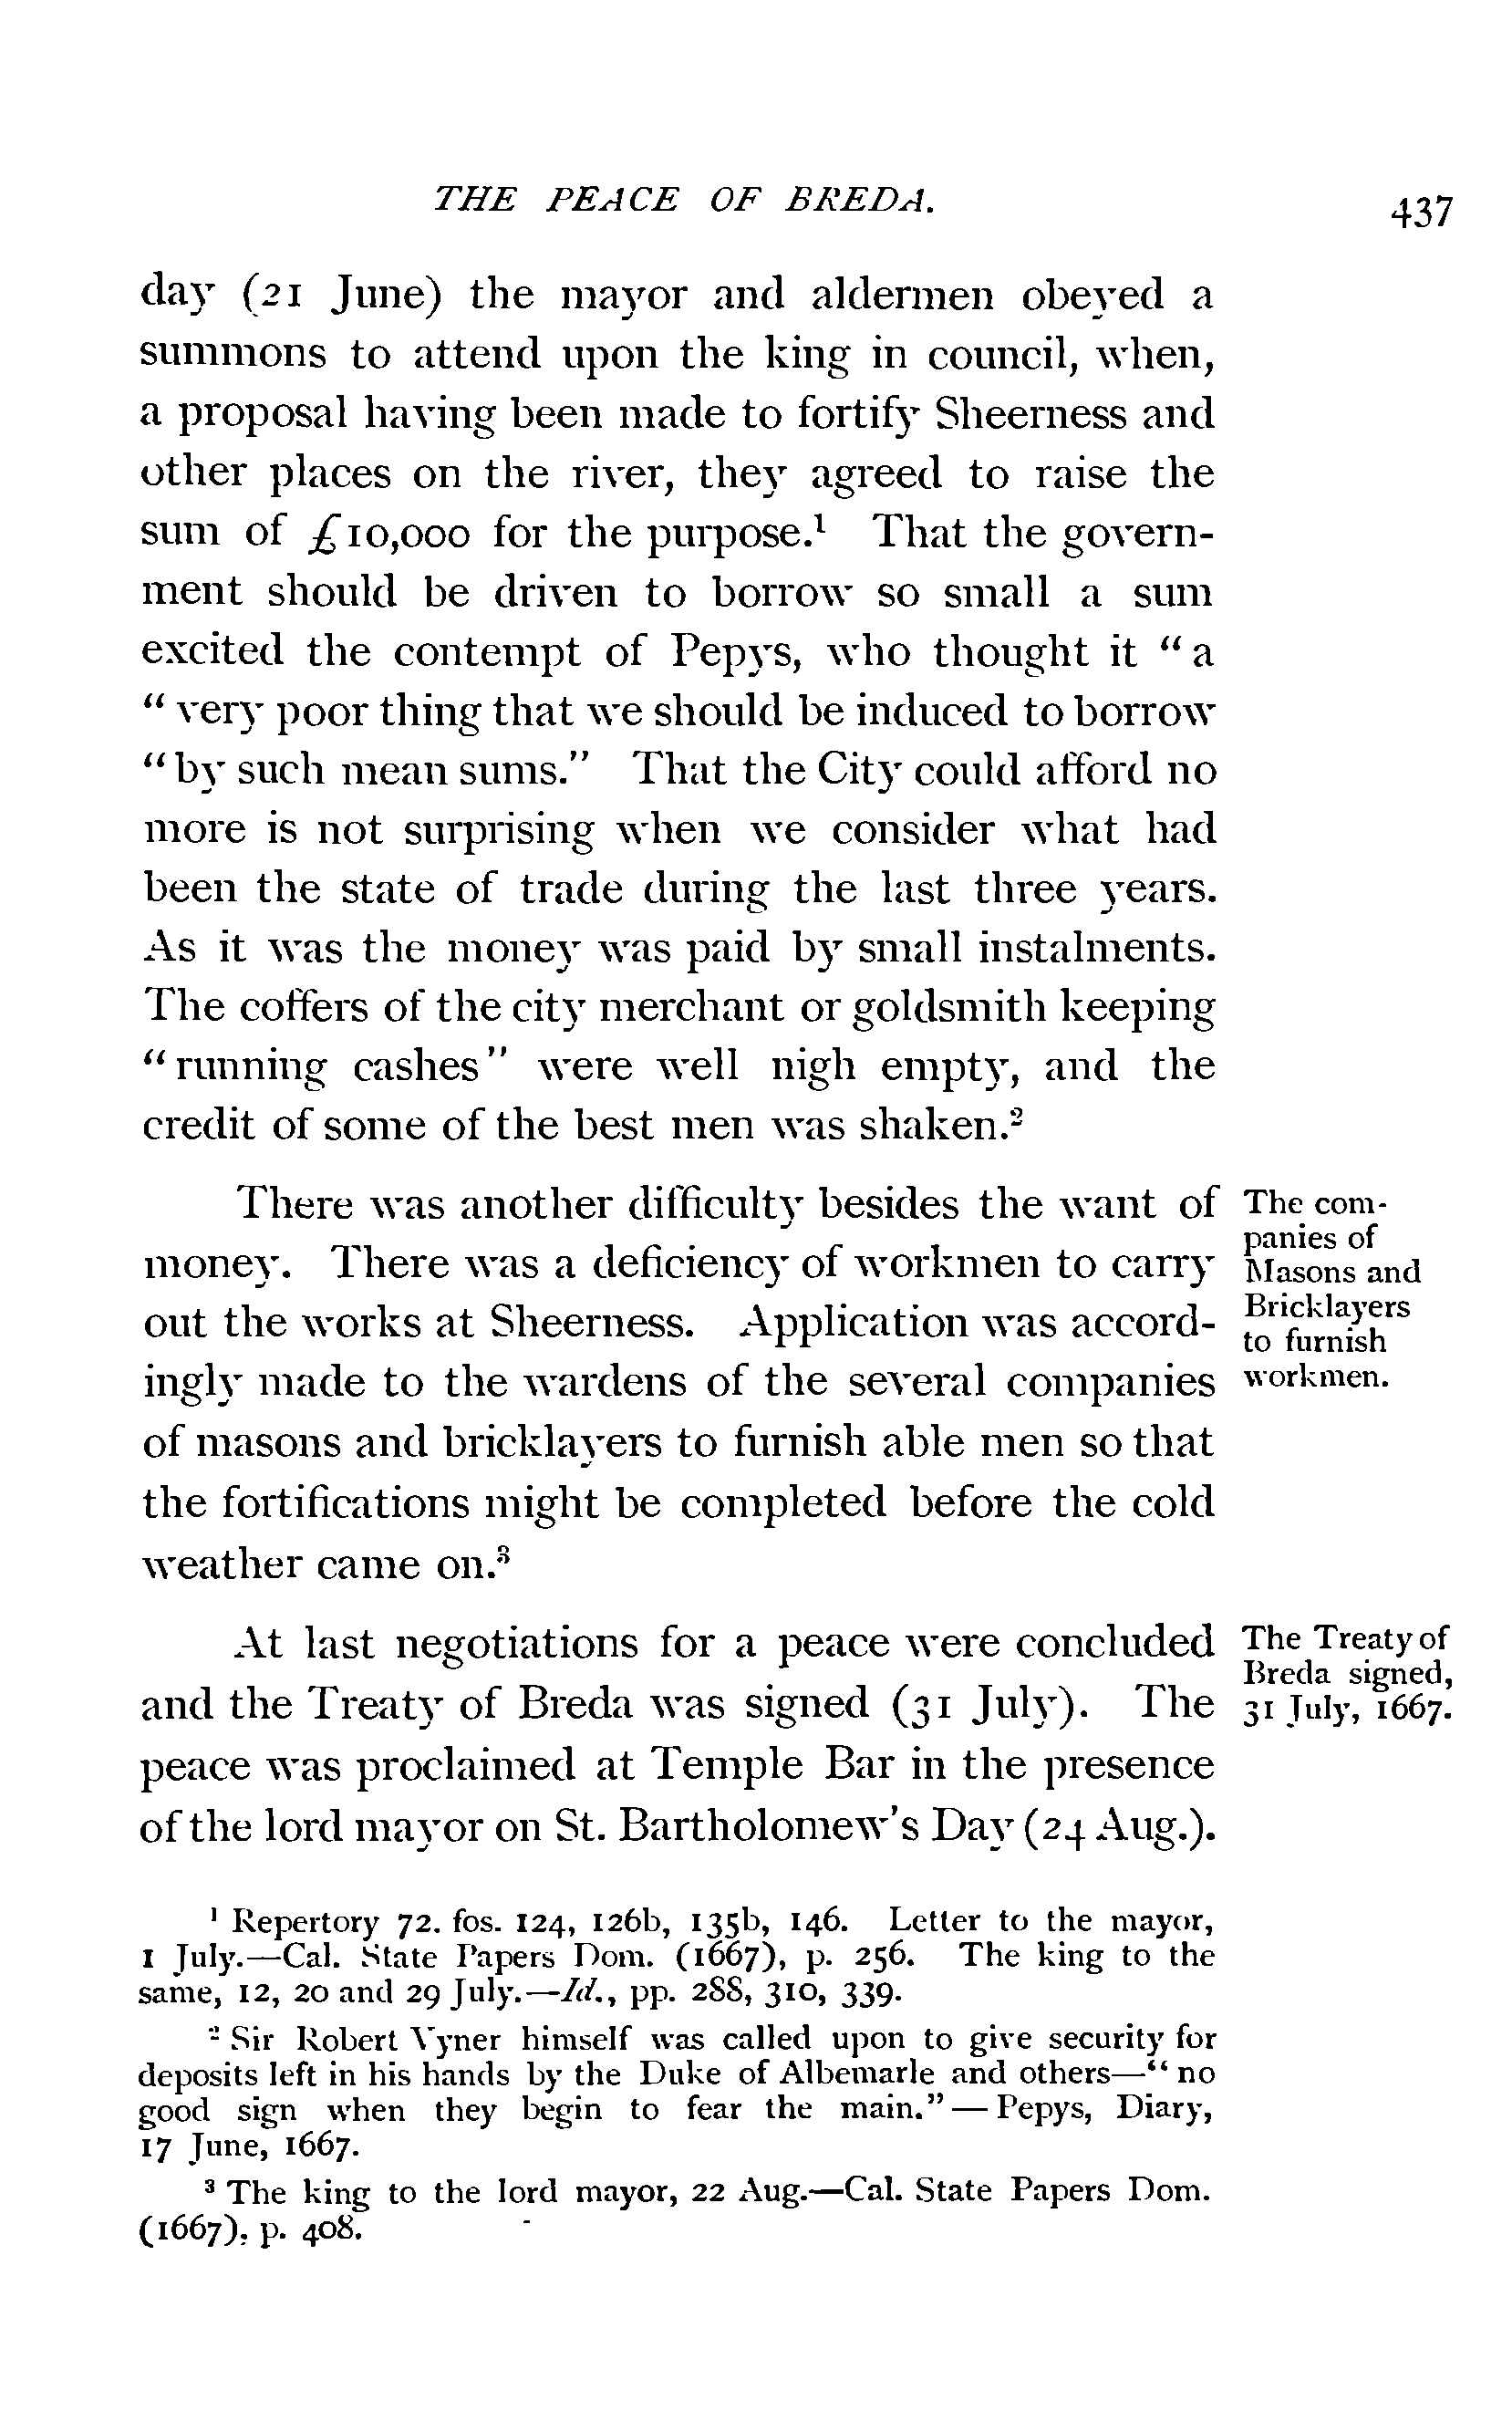 THE PEACE OF BREDA.
437
day (21 June) the mayor and aldermen obeyed a
summons to attend upon the king in council, when,
a proposal having been made to fortify Sheerness and
other places on the river, they agreed to raise the
sum of £10,000 for the purpose.¹ That the govern-
ment should be driven to borrow so small a sum
excited the contempt of Pepys, who thought it “a
“very poor thing that we should be induced to borrow
“by such mean sums.” That the City could afford no
more is not surprising when we consider what had
been the state of trade during the last three years.
As it was the money was paid by small instalments.
The coffers of the city merchant or goldsmith keeping
“running cashes” were well nigh empty, and the
credit of some of the best men was shaken.²
There was another difficulty besides the want of
money. There was a deficiency of workmen to carry
out the works at Sheerness. Application was accord-
ingly made to the wardens of the several companies
of masons and bricklayers to furnish able men so that
the fortifications might be completed before the cold
weather came on.³
The com-
panies of
Masons and
Bricklayers
to furnish
workmen.
At last negotiations for a peace were concluded
and the Treaty of Breda was signed (31 July). The
peace was proclaimed at Temple Bar in the presence
of the lord mayor on St. Bartholomew's Day (24 Aug.).
The Treaty of
Breda signed,
31 July, 1667.
¹ Repertory 72. fos. 124, 126b, 135b, 146. Letter to the mayor,
1 July.—Cal. State Papers Dom. (1667), p. 256. The king to the
same, 12, 20 and 29 July.—Id., pp. 288, 310, 339.
² Sir Robert Vyner himself was called upon to give security for
deposits left in his hands by the Duke of Albemarle and others—“no
good sign when they begin to fear the main.”—Pepys, Diary,
17 June, 1667.
³ The king to the lord mayor, 22 Aug.—Cal. State Papers Dom.
(1667), p. 408.